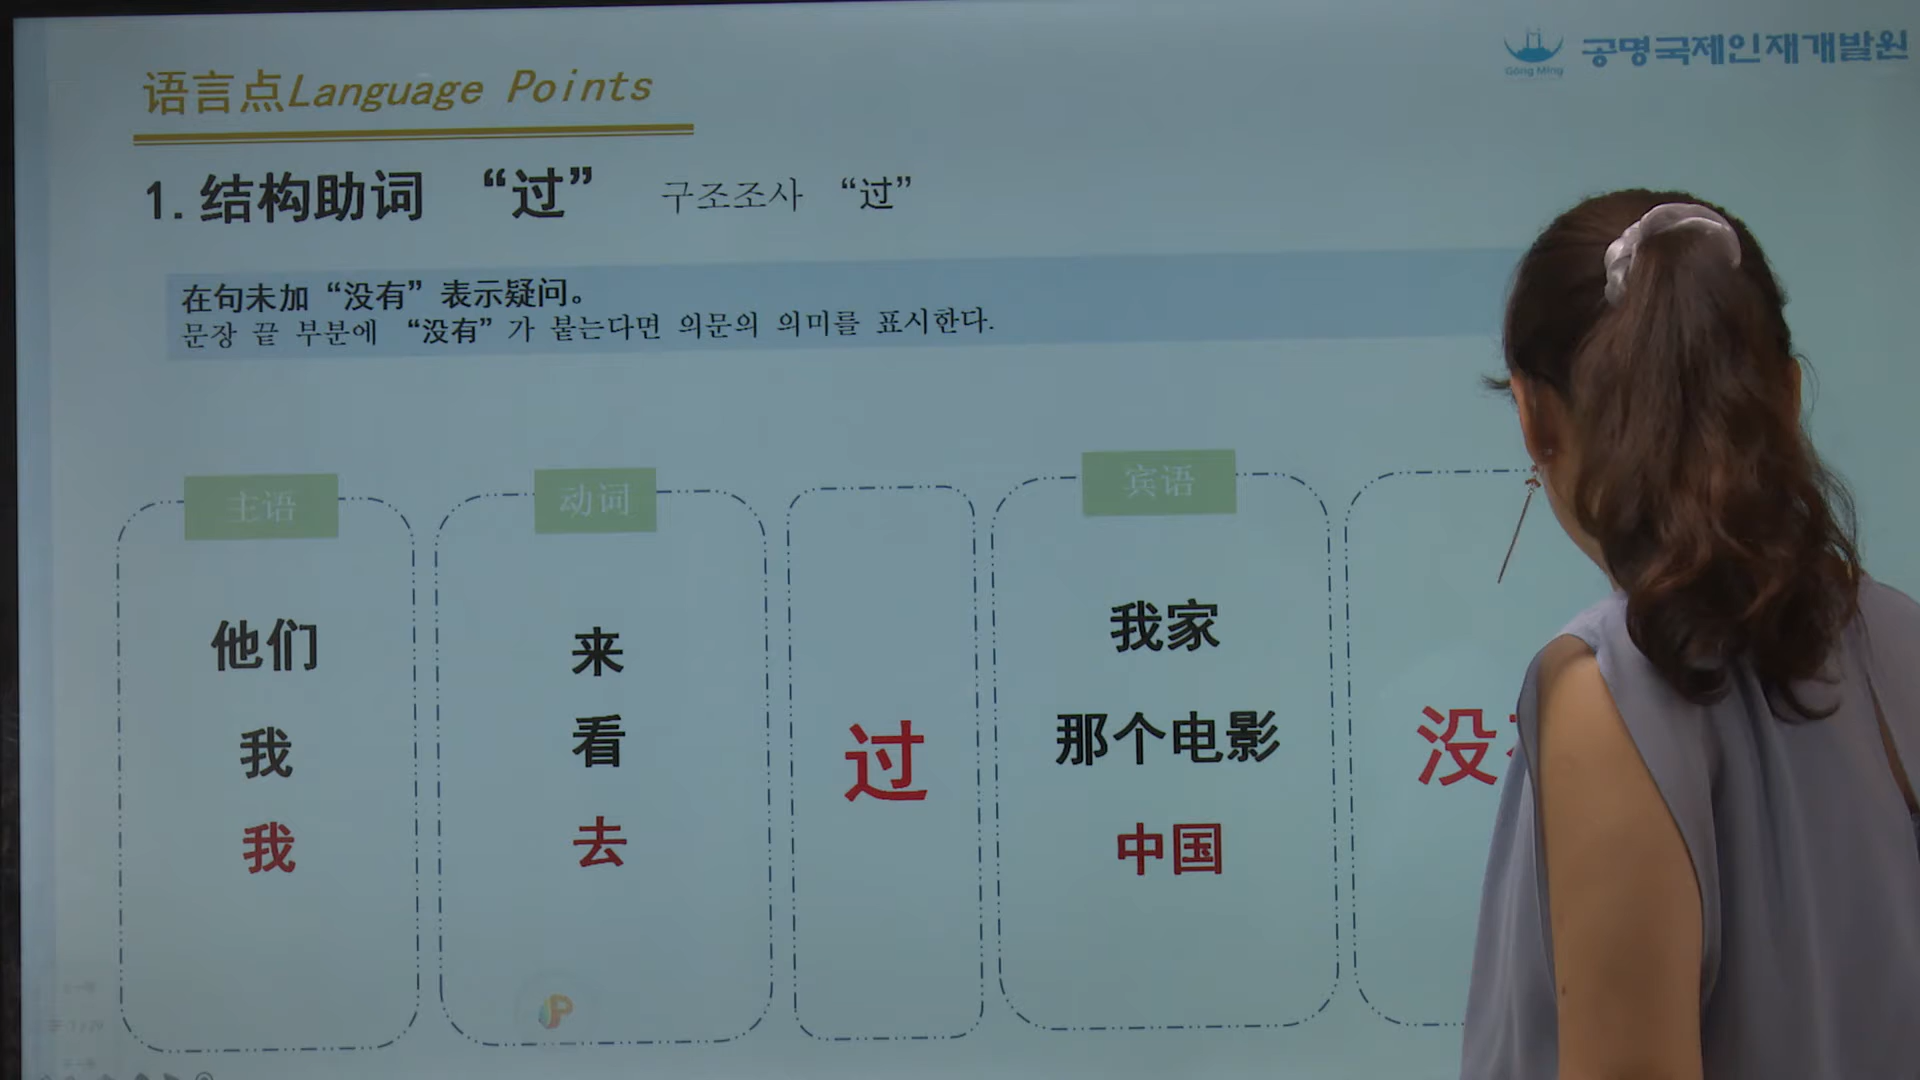 语言点Language Points
Gong Ming
공명국제인재개발원
1.结构助词 “过” 구조조사 “过”
在句未加“没有”表示疑问。
문장 끝 부분에 “没有”가 붙는다면 의문의 의미를 표시한다.
主语 动词 宾语
他们 来 我家
我 看 那个电影
过 没
我 去 中国